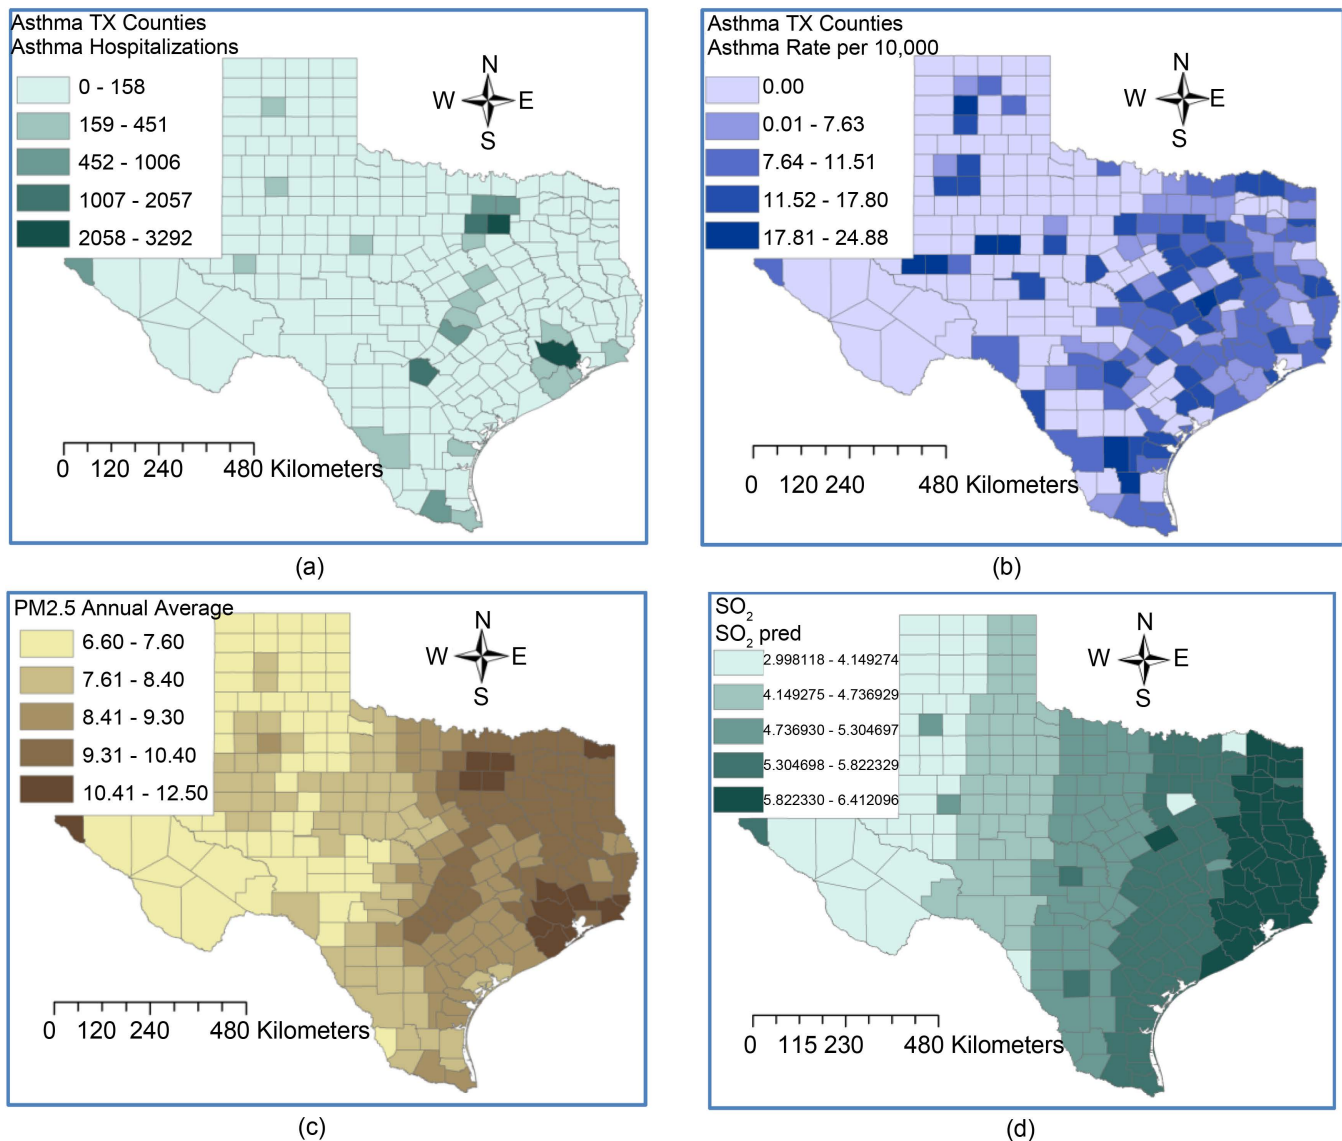 Asthma TX Counties
Asthma Hospitalizations
0 - 158
159 - 451
452 - 1006
1007 - 2057
2058 - 3292
N
W E
S
0 120 240 480 Kilometers
(a)
Asthma TX Counties
Asthma Rate per 10,000
0.00
0.01 - 7.63
7.64 - 11.51
11.52 - 17.80
17.81 - 24.88
N
W E
S
0 120 240 480 Kilometers
(b)
PM2.5 Annual Average
6.60 - 7.60
7.61 - 8.40
8.41 - 9.30
9.31 - 10.40
10.41 - 12.50
N
W E
S
0 120 240 480 Kilometers
(c)
SO2
SO2 pred
2.998118 - 4.149274
4.149275 - 4.736929
4.736930 - 5.304697
5.304698 - 5.822329
5.822330 - 6.412096
N
W E
S
0 115 230 480 Kilometers
(d)